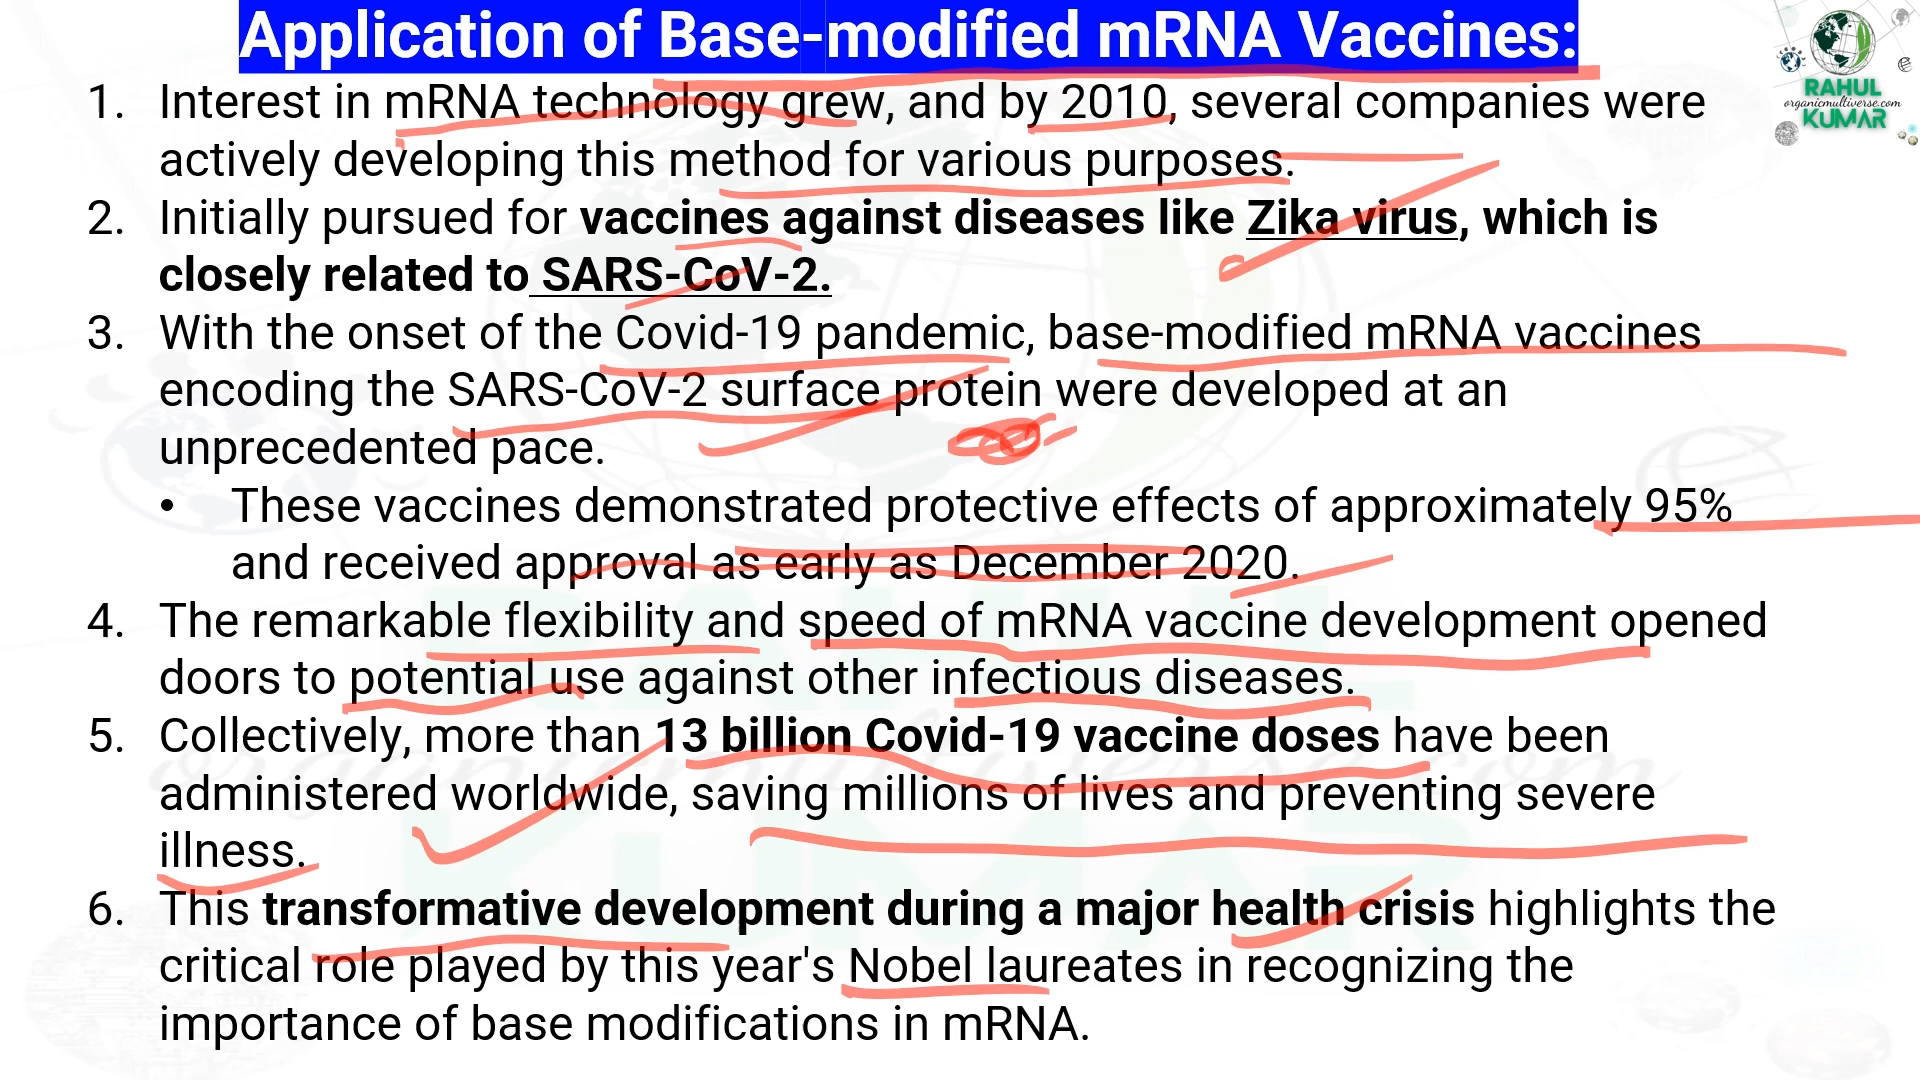 Application of Base-modified mRNA Vaccines:
RAHUL
organicmultiverse.com
KUMAR
1. Interest in mRNA technology grew, and by 2010, several companies were
actively developing this method for various purposes.
2. Initially pursued for vaccines against diseases like Zika virus, which is
closely related to SARS-CoV-2.
3. With the onset of the Covid-19 pandemic, base-modified mRNA vaccines
encoding the SARS-CoV-2 surface protein were developed at an
unprecedented pace.
• These vaccines demonstrated protective effects of approximately 95%
and received approval as early as December 2020.
4. The remarkable flexibility and speed of mRNA vaccine development opened
doors to potential use against other infectious diseases.
5. Collectively, more than 13 billion Covid-19 vaccine doses have been
administered worldwide, saving millions of lives and preventing severe
illness.
6. This transformative development during a major health crisis highlights the
critical role played by this year's Nobel laureates in recognizing the
importance of base modifications in mRNA.